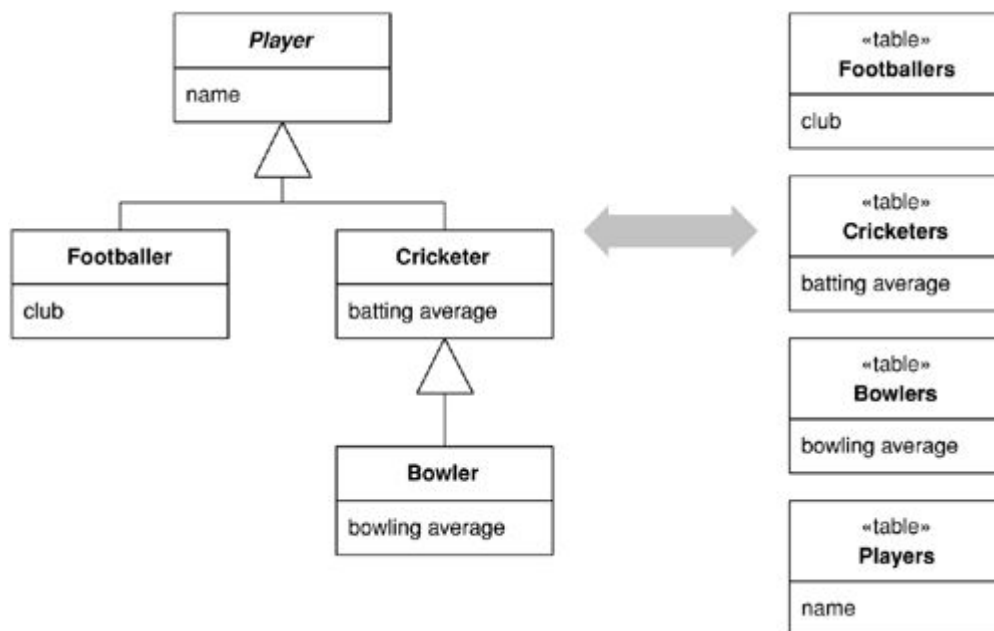 Player
name
Footballer
club
Cricketer
batting average
Bowler
bowling average
«table»
Footballers
club
«table»
Cricketers
batting average
«table»
Bowlers
bowling average
«table»
Players
name